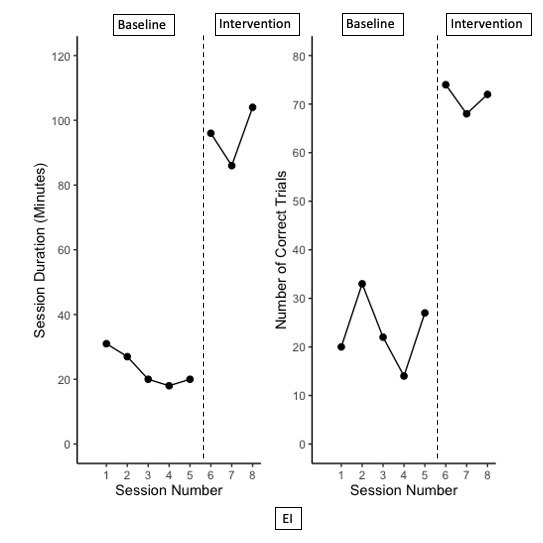 Baseline
Intervention
Baseline
Intervention
120
100
80
60
40
20
0
Session Duration (Minutes)
1 2 3 4 5 6 7 8
Session Number
80
70
60
50
40
30
20
10
0
Number of Correct Trials
1 2 3 4 5 6 7 8
Session Number
EI